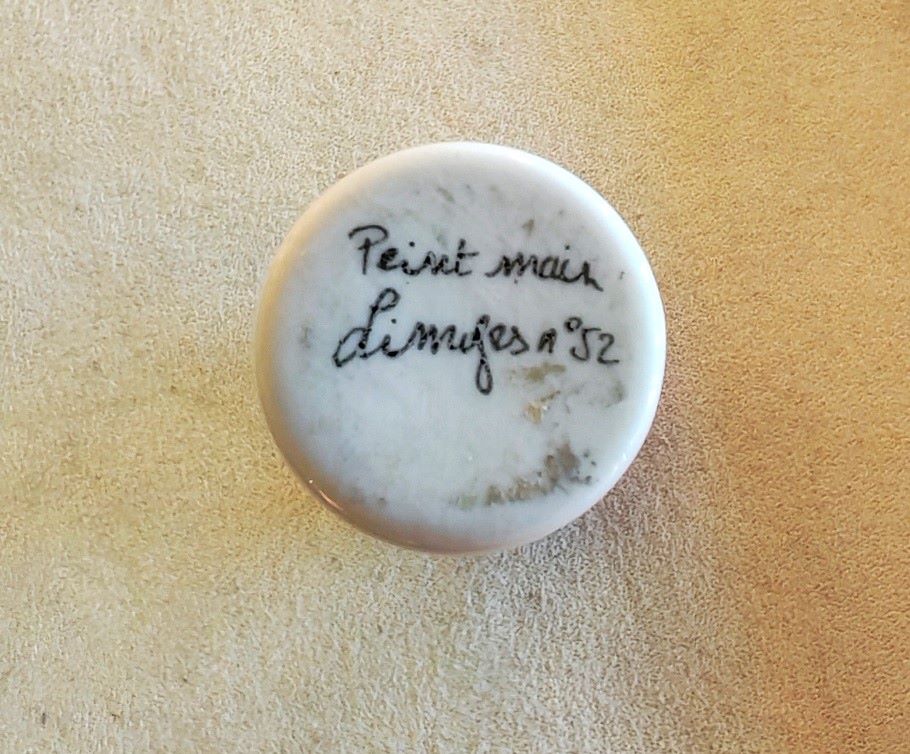 Peint main
Limoges n° 52